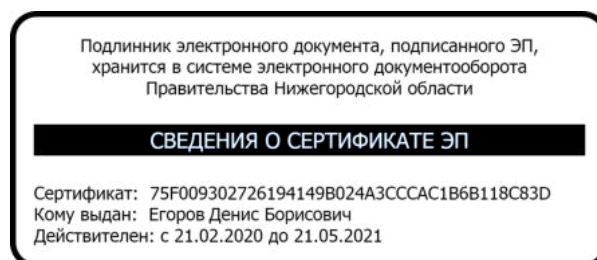 Подлинник электронного документа, подписанного ЭП,
хранится в системе электронного документооборота
Правительства Нижегородской области
СВЕДЕНИЯ О СЕРТИФИКАТЕ ЭП
Сертификат: 75F009302726194149B024A3CCCAC1B6B118C83D
Кому выдан: Егоров Денис Борисович
Действителен: с 21.02.2020 до 21.05.2021